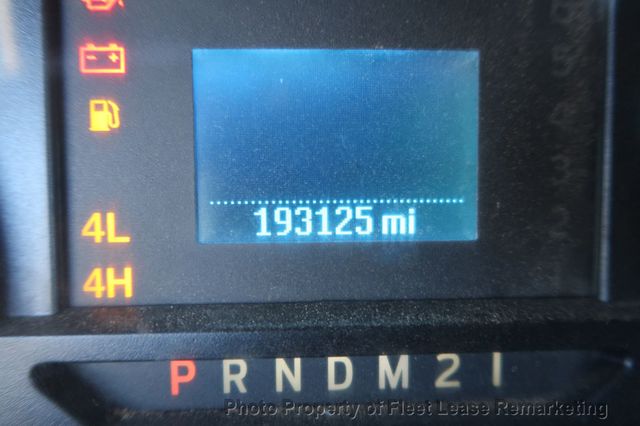 193125 mi
4L
4H
P R N D M 2 1
Photo Property of Fleet Lease Remarketing